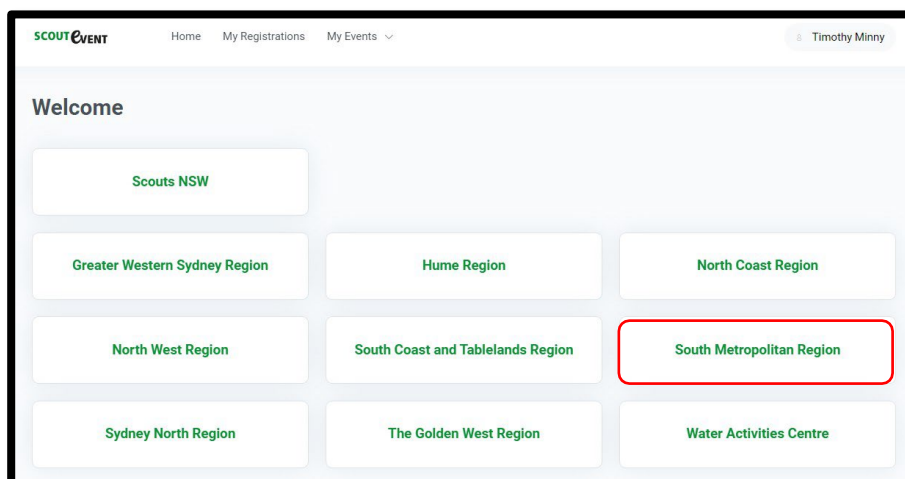 SCOUT eVENT Home My Registrations My Events Timothy Minny
Welcome
Scouts NSW
Greater Western Sydney Region Hume Region North Coast Region
North West Region South Coast and Tablelands Region South Metropolitan Region
Sydney North Region The Golden West Region Water Activities Centre